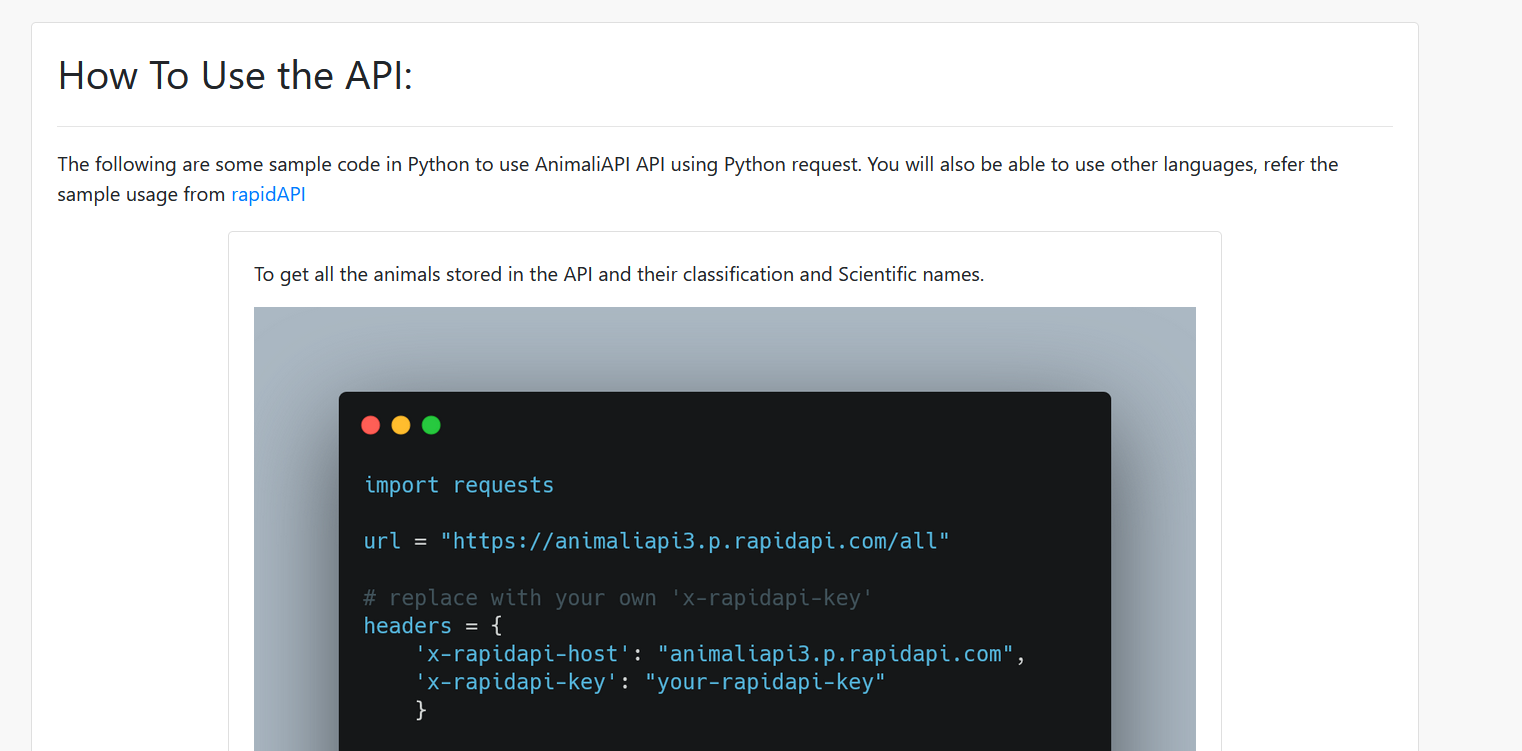 How To Use the API:
The following are some sample code in Python to use AnimaliAPI API using Python request. You will also be able to use other languages, refer the
sample usage from rapidAPI
To get all the animals stored in the API and their classification and Scientific names.
import requests
url = "https://animaliapi3.p.rapidapi.com/all"
# replace with your own 'x-rapidapi-key'
headers = {
    'x-rapidapi-host': "animaliapi3.p.rapidapi.com",
    'x-rapidapi-key': "your-rapidapi-key"
    }